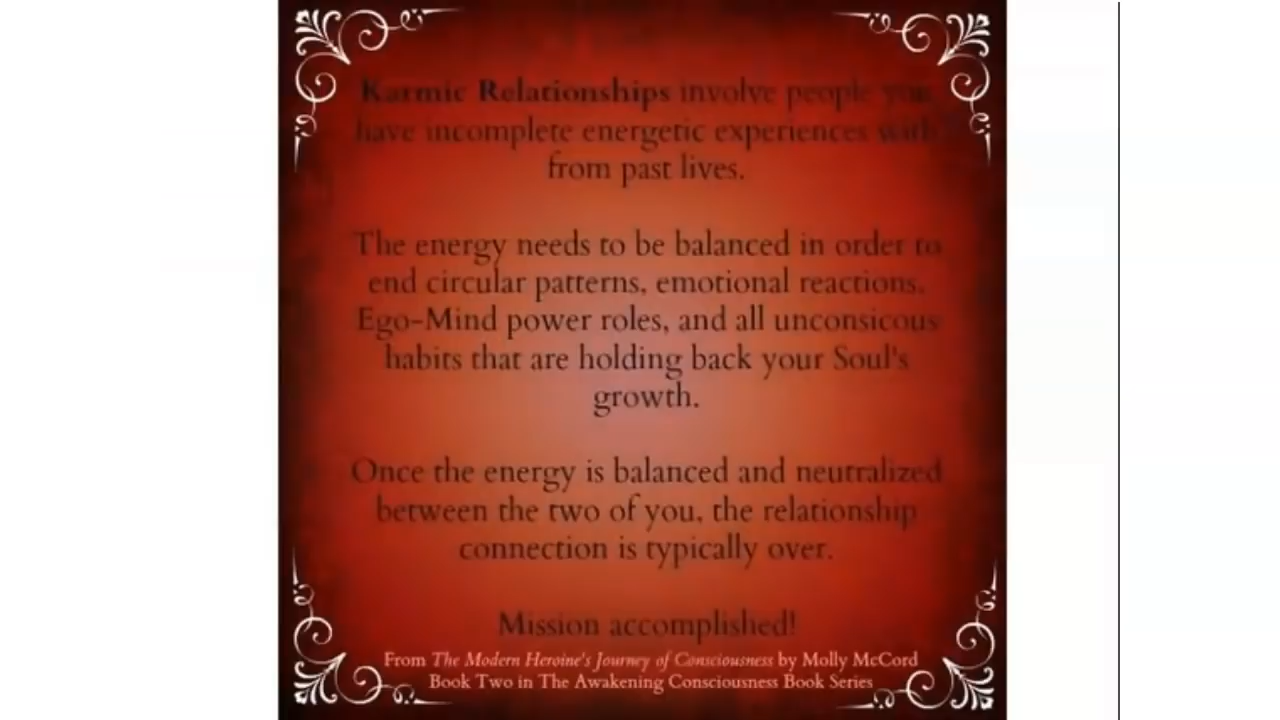 Karmic Relationships involve people you
have incomplete energetic experiences with
from past lives.
The energy needs to be balanced in order to
end circular patterns, emotional reactions,
Ego-Mind power roles, and all unconsicous
habits that are holding back your Soul's
growth.
Once the energy is balanced and neutralized
between the two of you, the relationship
connection is typically over.
Mission accomplished!
From The Modern Heroine's Journey of Consciousness by Molly McCord
Book Two in The Awakening Consciousness Book Series